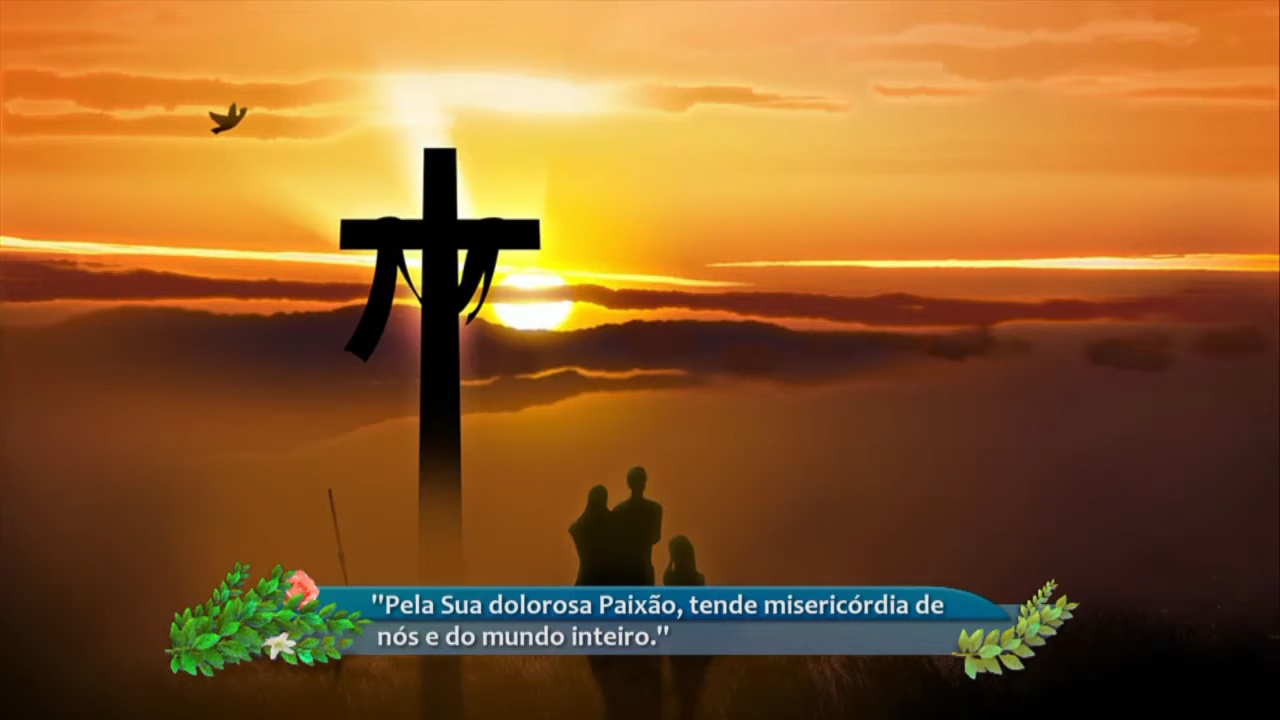 "Pela Sua dolorosa Paixão, tende misericórdia de
nós e do mundo inteiro."